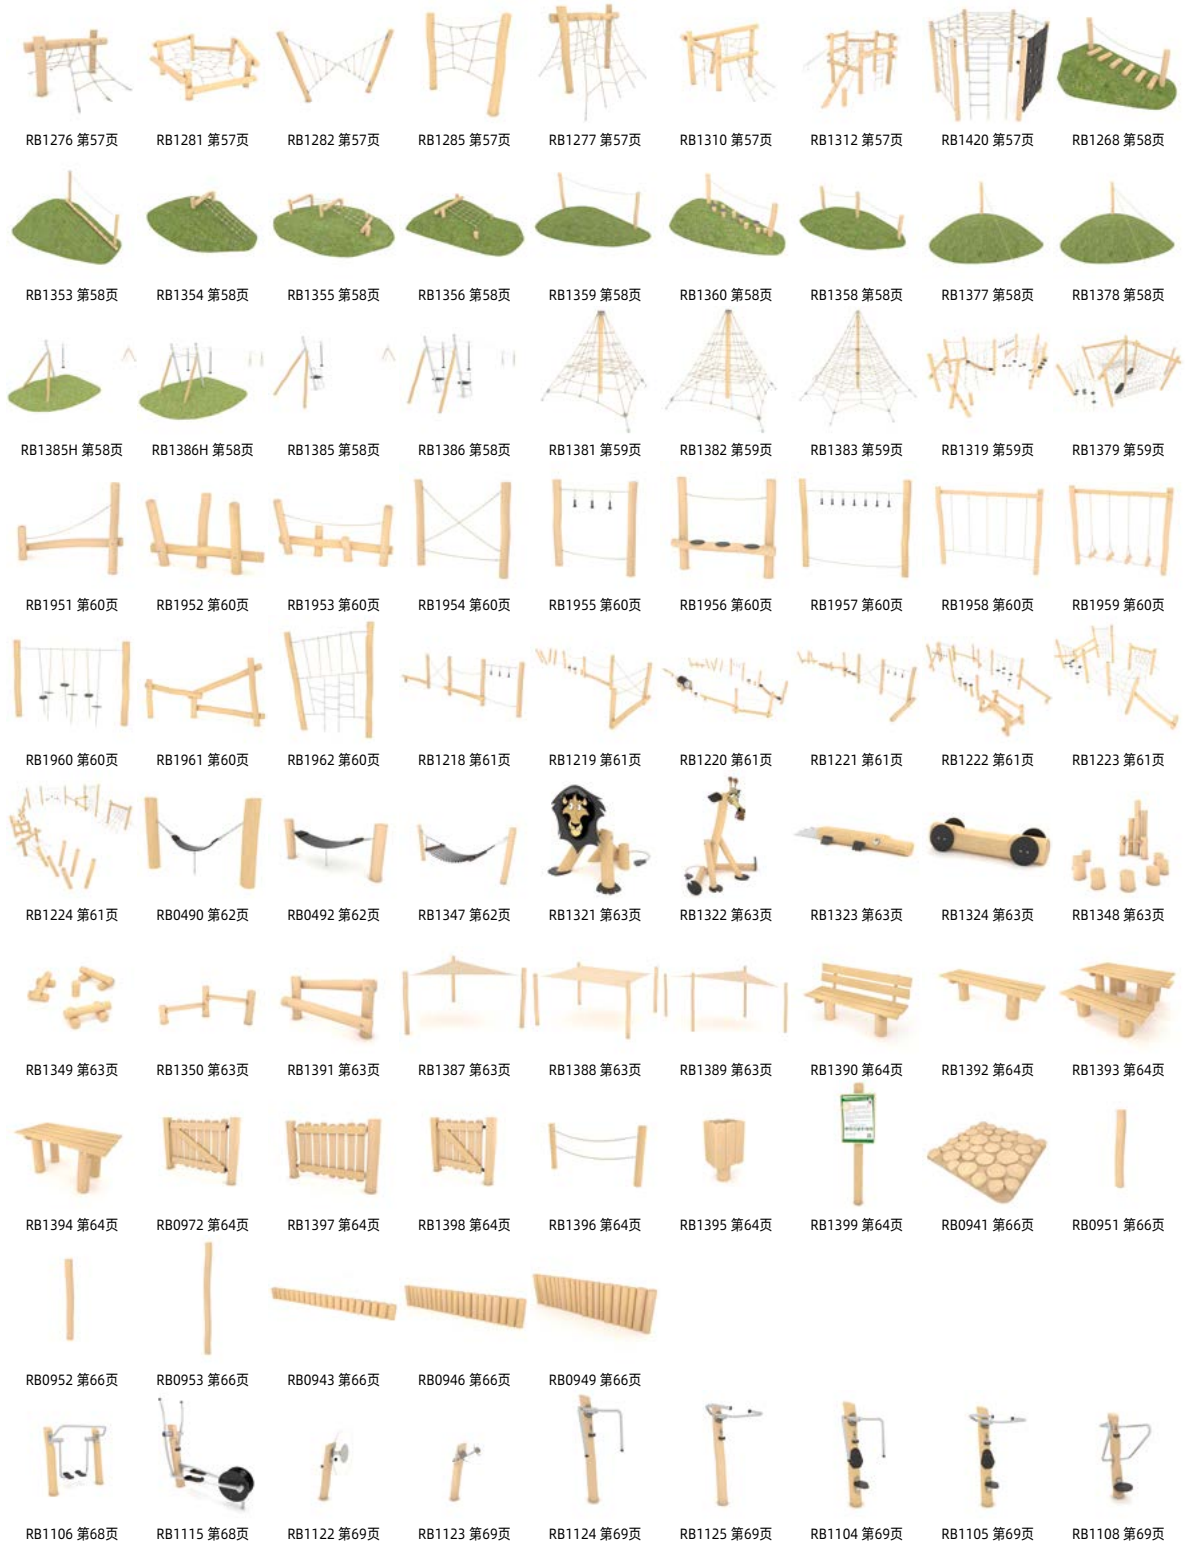 RB1276 第57页 RB1281 第57页 RB1282 第57页 RB1285 第57页 RB1277 第57页 RB1310 第57页 RB1312 第57页 RB1420 第57页 RB1268 第58页
RB1353 第58页 RB1354 第58页 RB1355 第58页 RB1356 第58页 RB1359 第58页 RB1360 第58页 RB1358 第58页 RB1377 第58页 RB1378 第58页
RB1385H 第58页 RB1386H 第58页 RB1385 第58页 RB1386 第58页 RB1381 第59页 RB1382 第59页 RB1383 第59页 RB1319 第59页 RB1379 第59页
RB1951 第60页 RB1952 第60页 RB1953 第60页 RB1954 第60页 RB1955 第60页 RB1956 第60页 RB1957 第60页 RB1958 第60页 RB1959 第60页
RB1960 第60页 RB1961 第60页 RB1962 第60页 RB1218 第61页 RB1219 第61页 RB1220 第61页 RB1221 第61页 RB1222 第61页 RB1223 第61页
RB1224 第61页 RB0490 第62页 RB0492 第62页 RB1347 第62页 RB1321 第63页 RB1322 第63页 RB1323 第63页 RB1324 第63页 RB1348 第63页
RB1349 第63页 RB1350 第63页 RB1391 第63页 RB1387 第63页 RB1388 第63页 RB1389 第63页 RB1390 第64页 RB1392 第64页 RB1393 第64页
RB1394 第64页 RB0972 第64页 RB1397 第64页 RB1398 第64页 RB1396 第64页 RB1395 第64页 RB1399 第64页 RB0941 第66页 RB0951 第66页
RB0952 第66页 RB0953 第66页 RB0943 第66页 RB0946 第66页 RB0949 第66页
RB1106 第68页 RB1115 第68页 RB1122 第69页 RB1123 第69页 RB1124 第69页 RB1125 第69页 RB1104 第69页 RB1105 第69页 RB1108 第69页